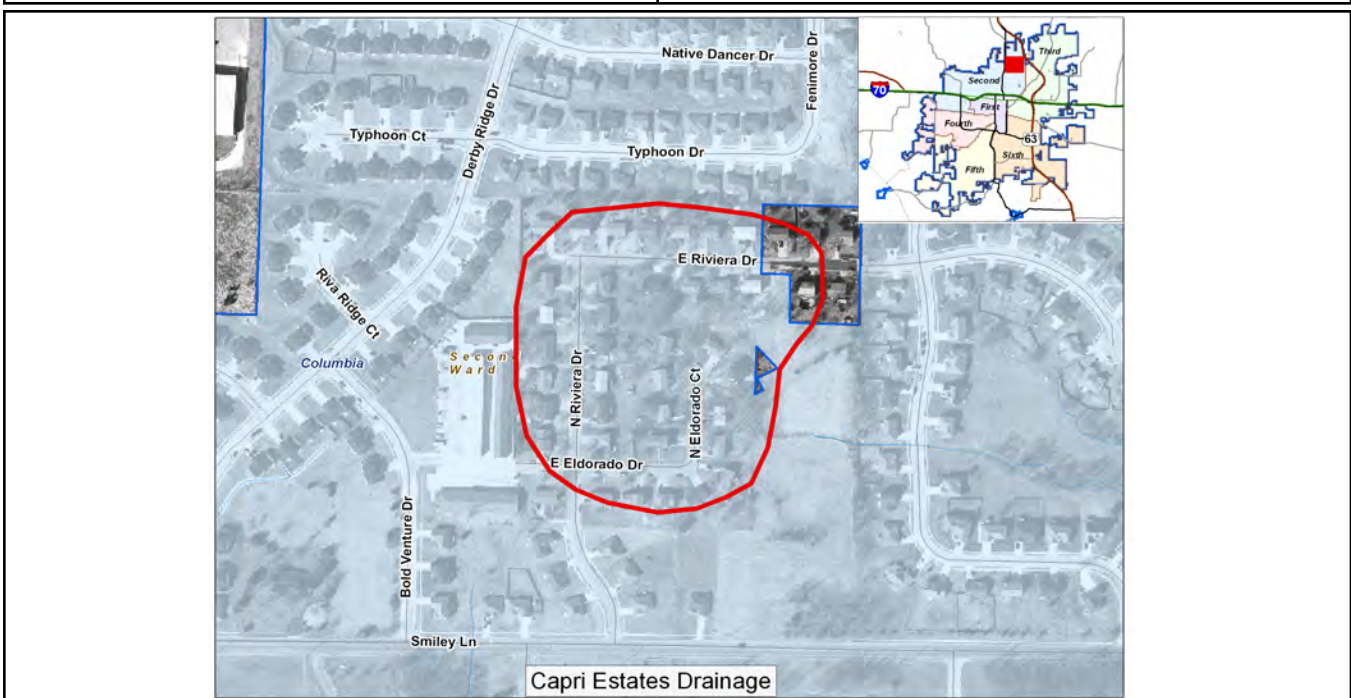 Native Dancer Dr
Fenimore Dr
Derby Ridge Dr
Typhoon Ct
Typhoon Dr
E Riviera Dr
Riva Ridge Ct
Columbia
Second
Ward
N Riviera Dr
N Eldorado Ct
E Eldorado Dr
Bold Venture Dr
Smiley Ln
Capri Estates Drainage
Third
Second
70
First
Fourth
63
Sixth
Fifth